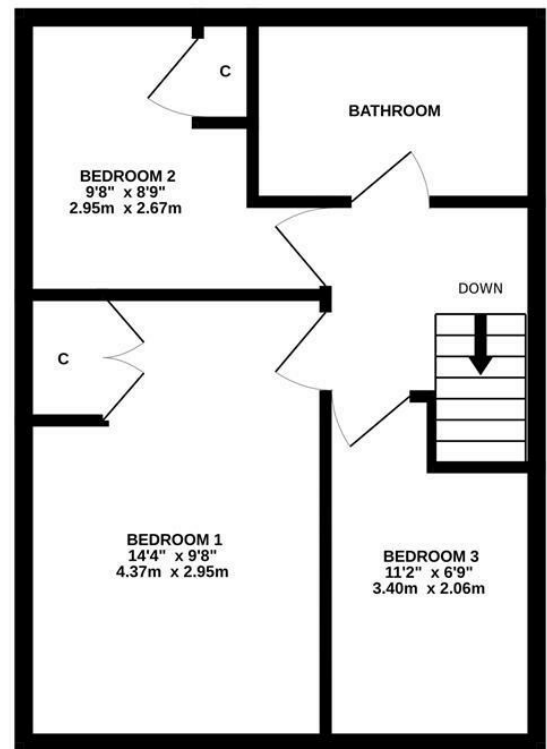 C
BATHROOM
BEDROOM 2
9'8" x 8'9"
2.95m x 2.67m
DOWN
C
BEDROOM 1
14'4" x 9'8"
4.37m x 2.95m
BEDROOM 3
11'2" x 6'9"
3.40m x 2.06m